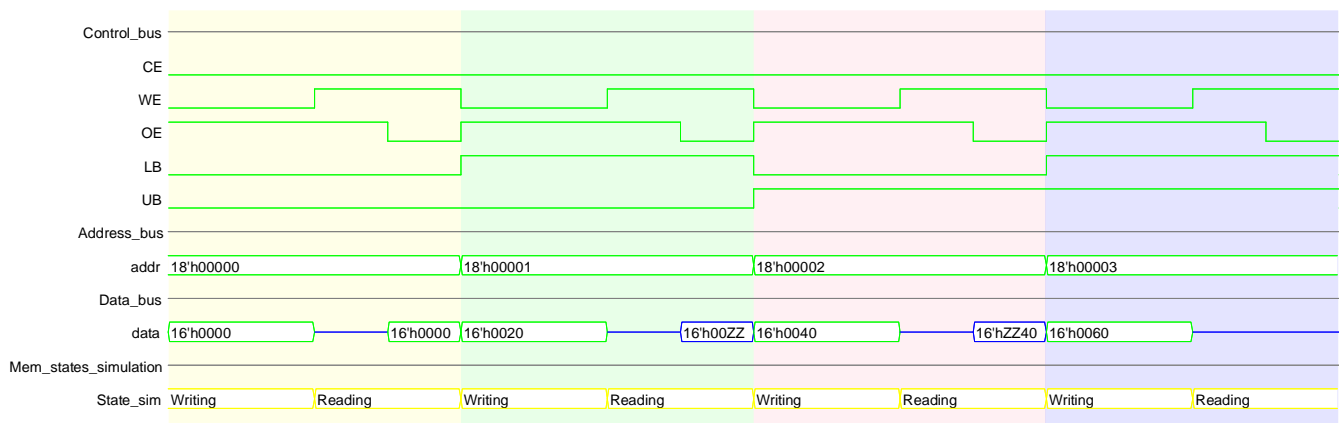 Control_bus
CE
WE
OE
LB
UB
Address_bus
addr 18'h00000 18'h00001 18'h00002 18'h00003
Data_bus
data 16'h0000 16'h0000 16'h0020 16'h00ZZ 16'h0040 16'hZZ40 16'h0060
Mem_states_simulation
State_sim Writing Reading Writing Reading Writing Reading Writing Reading